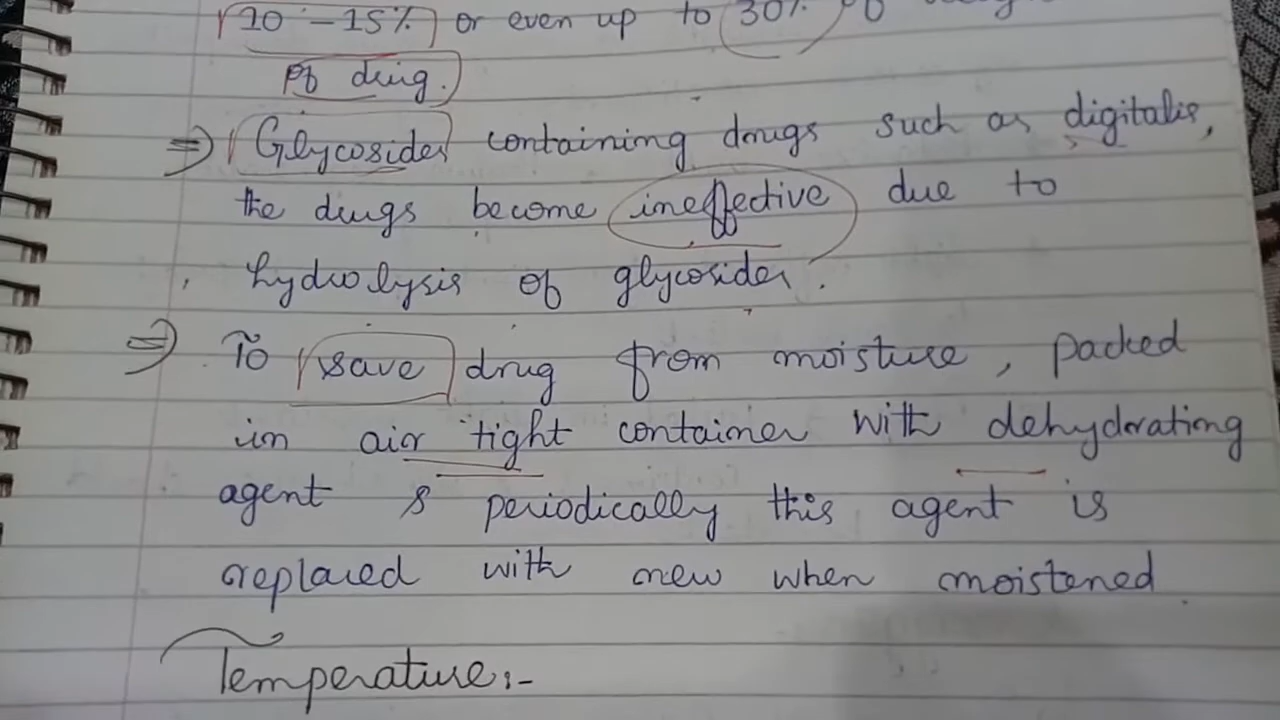 10 - 15% or even up to 30% of
of drug.
⇒ Glycosides containing drugs such as digitalis,
the drugs become ineffective due to
hydrolysis of glycosides.
⇒ To save drug from moisture, packed
in air tight container with dehydrating
agent & periodically this agent is
replaced with new when moistened.
Temperature:-